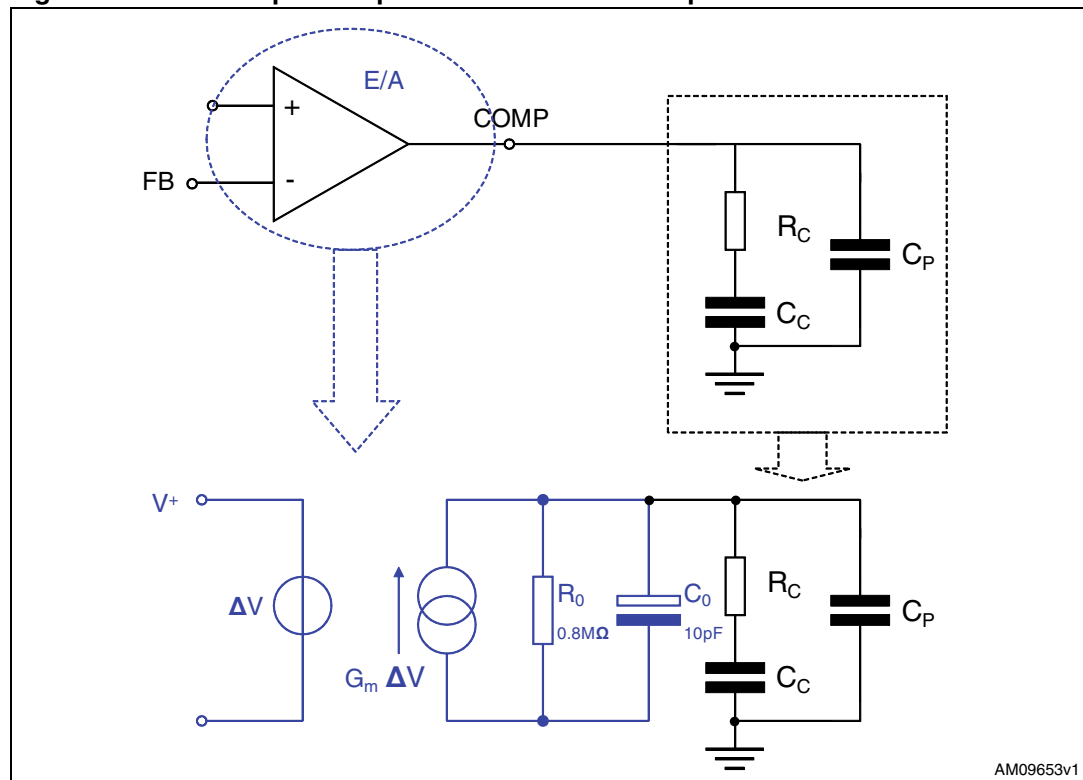 E/A
+
COMP
FB
-
R_C
C_P
C_C
V+
ΔV
R_0
0.8MΩ
C_0
10pF
R_C
C_P
G_m ΔV
C_C
AM09653v1